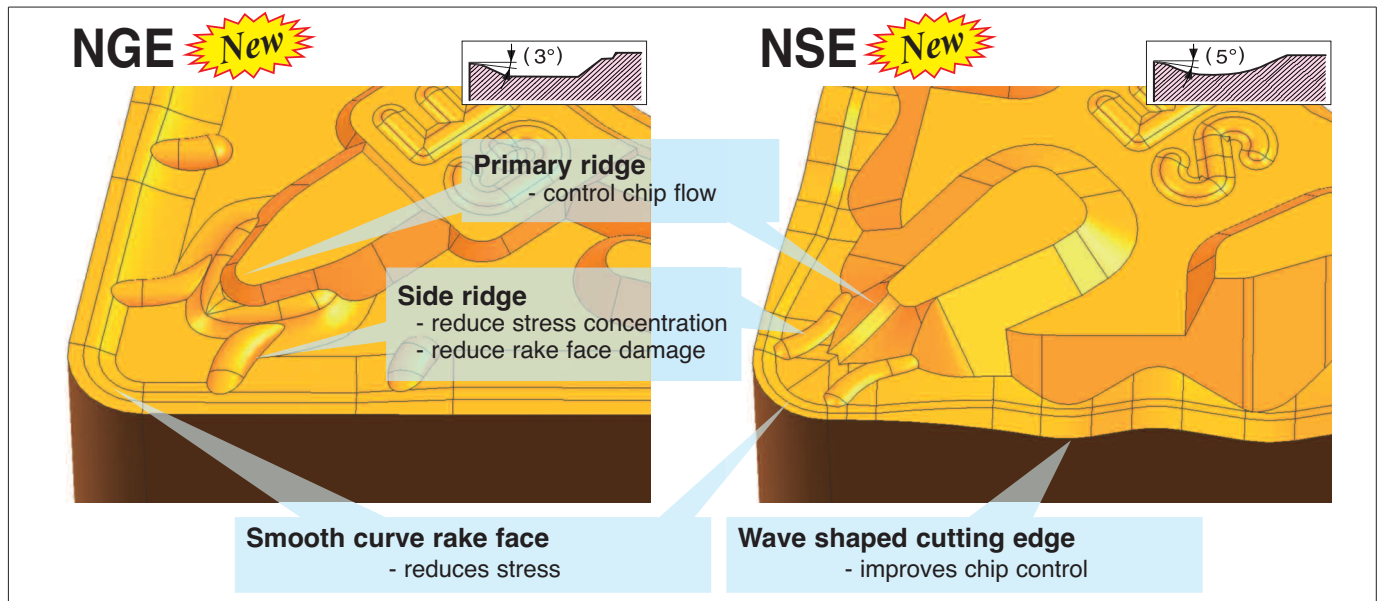 NGE New
(3°)
NSE New
(5°)
Primary ridge
- control chip flow
Side ridge
- reduce stress concentration
- reduce rake face damage
Smooth curve rake face
- reduces stress
Wave shaped cutting edge
- improves chip control